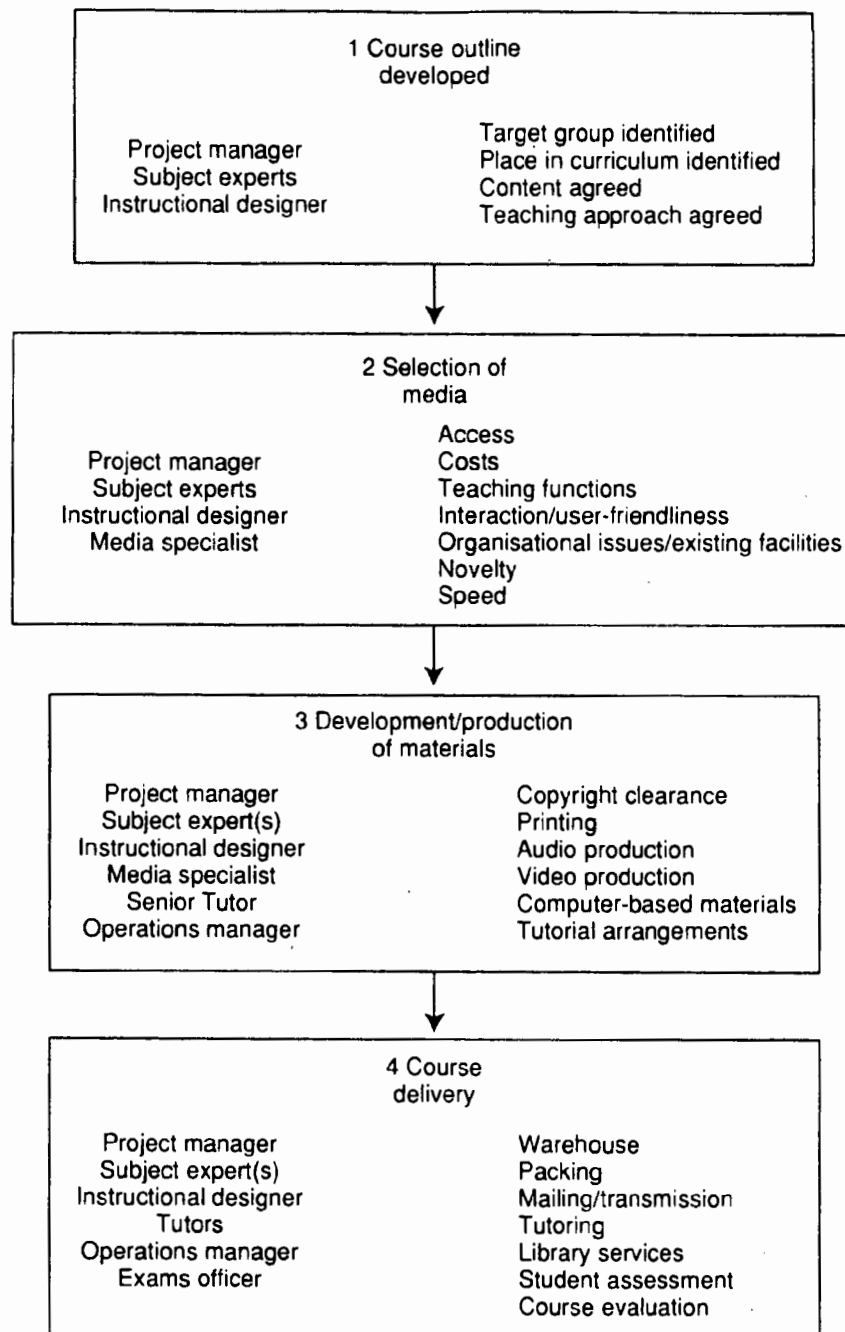 1 Course outline
developed
Project manager
Subject experts
Instructional designer
Target group identified
Place in curriculum identified
Content agreed
Teaching approach agreed
2 Selection of
media
Project manager
Subject experts
Instructional designer
Media specialist
Access
Costs
Teaching functions
Interaction/user-friendliness
Organisational issues/existing facilities
Novelty
Speed
3 Development/production
of materials
Project manager
Subject expert(s)
Instructional designer
Media specialist
Senior Tutor
Operations manager
Copyright clearance
Printing
Audio production
Video production
Computer-based materials
Tutorial arrangements
4 Course
delivery
Project manager
Subject expert(s)
Instructional designer
Tutors
Operations manager
Exams officer
Warehouse
Packing
Mailing/transmission
Tutoring
Library services
Student assessment
Course evaluation